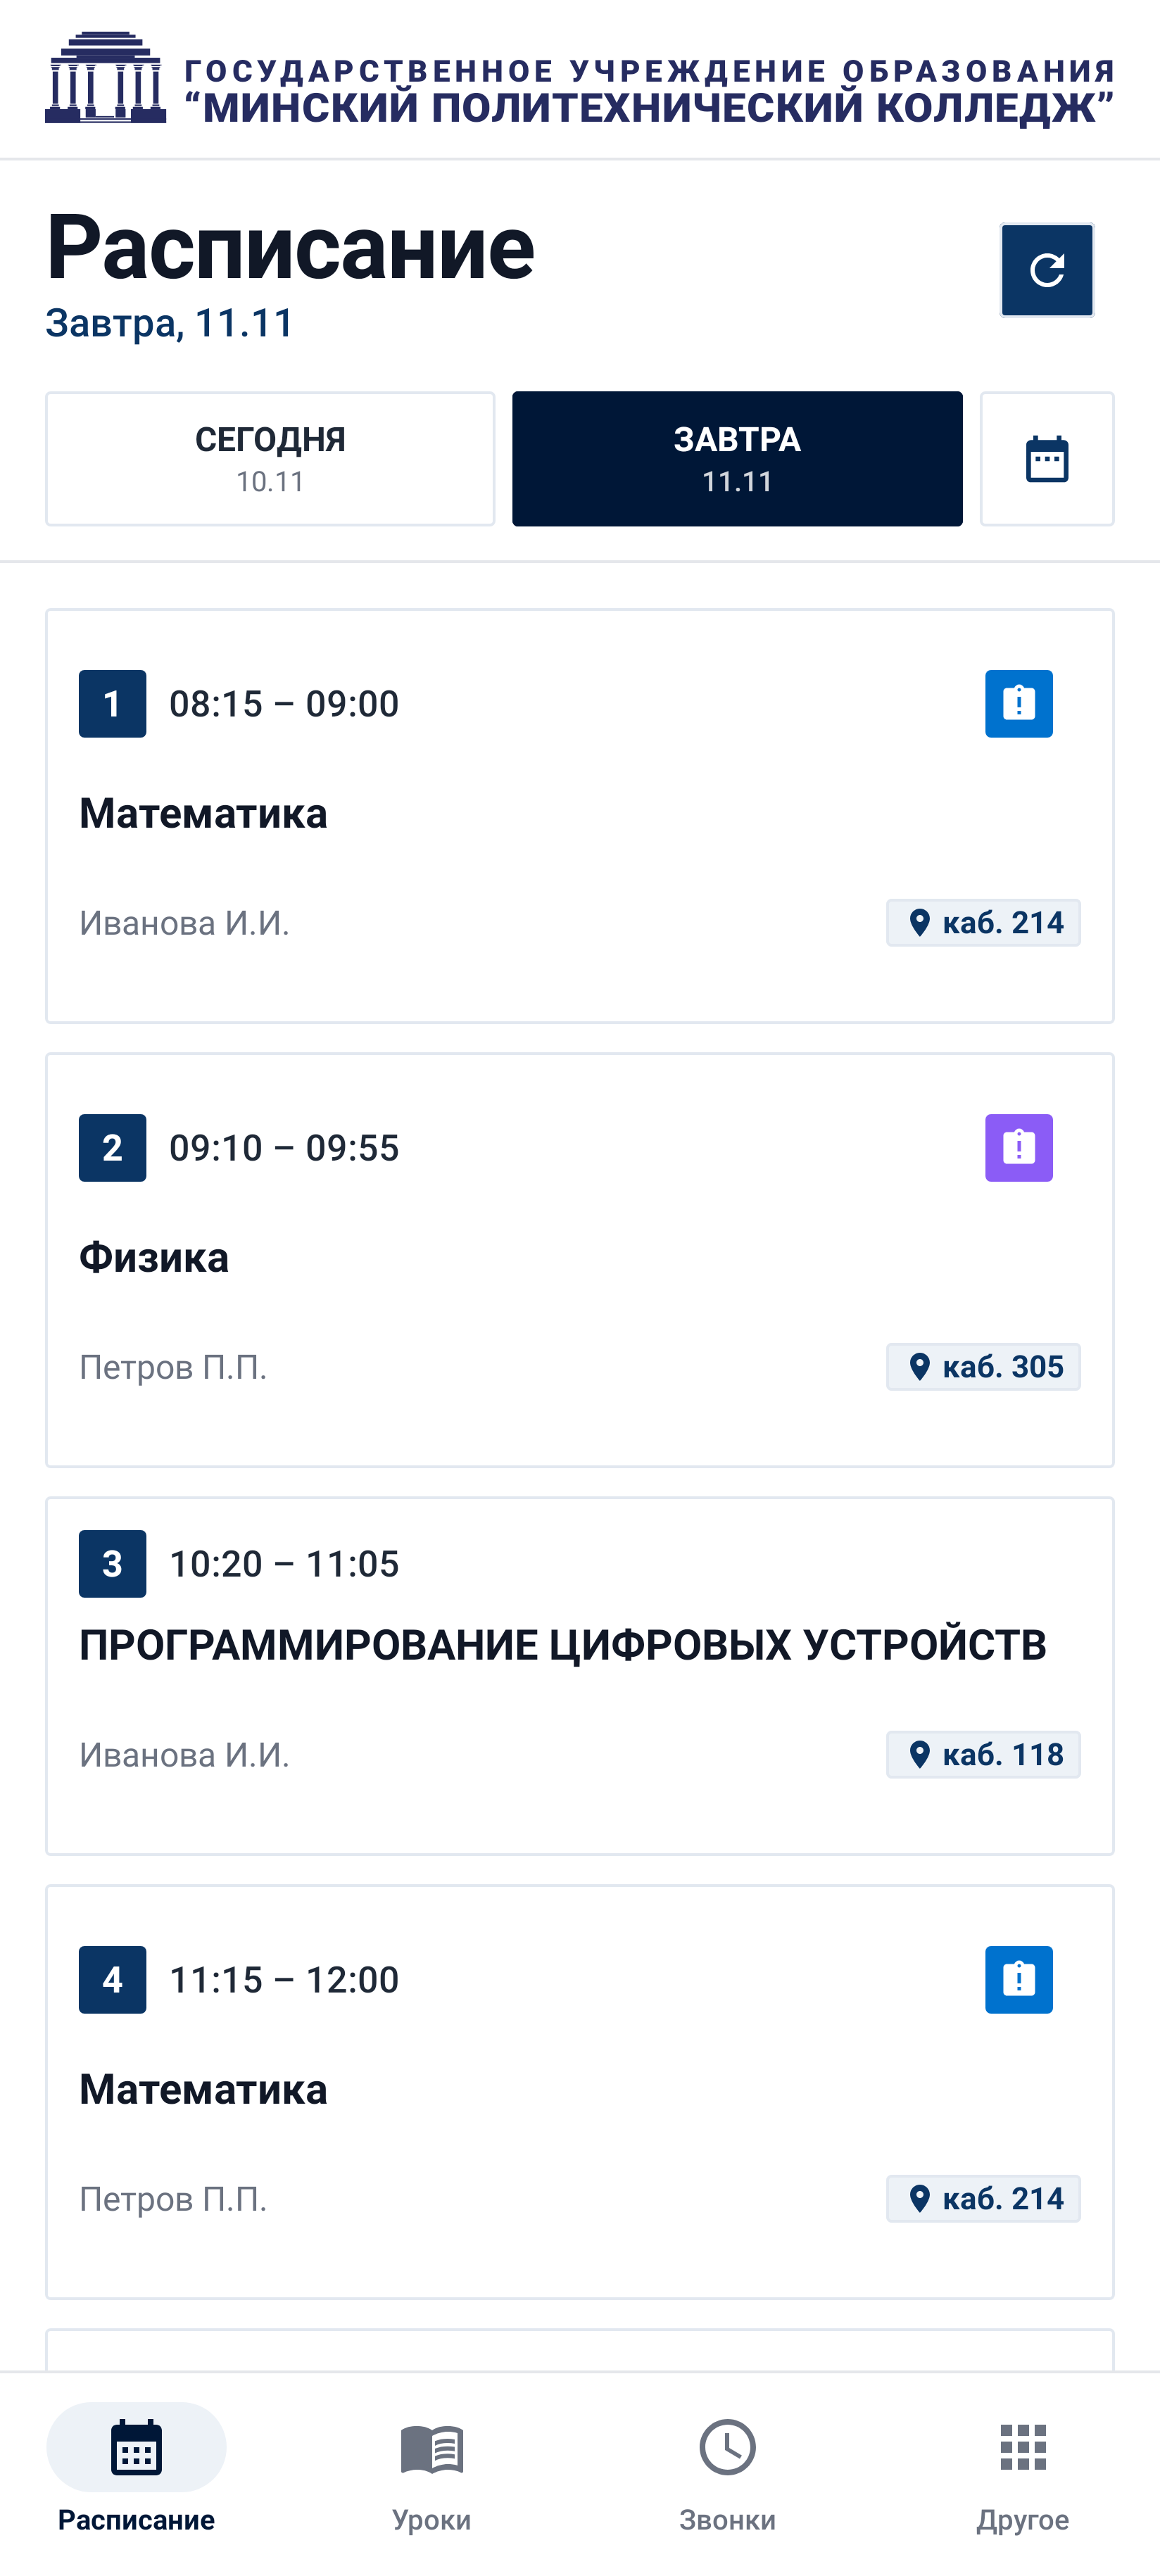 ГОСУДАРСТВЕННОЕ УЧРЕЖДЕНИЕ ОБРАЗОВАНИЯ
“МИНСКИЙ ПОЛИТЕХНИЧЕСКИЙ КОЛЛЕДЖ”
Расписание
Завтра, 11.11
СЕГОДНЯ
10.11
ЗАВТРА
11.11
1 08:15 – 09:00
Математика
Иванова И.И. каб. 214
2 09:10 – 09:55
Физика
Петров П.П. каб. 305
3 10:20 – 11:05
ПРОГРАММИРОВАНИЕ ЦИФРОВЫХ УСТРОЙСТВ
Иванова И.И. каб. 118
4 11:15 – 12:00
Математика
Петров П.П. каб. 214
Расписание Уроки Звонки Другое